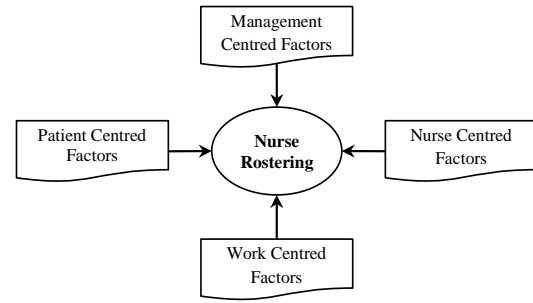 Management
Centred Factors
Patient Centred
Factors
Nurse
Rostering
Nurse Centred
Factors
Work Centred
Factors